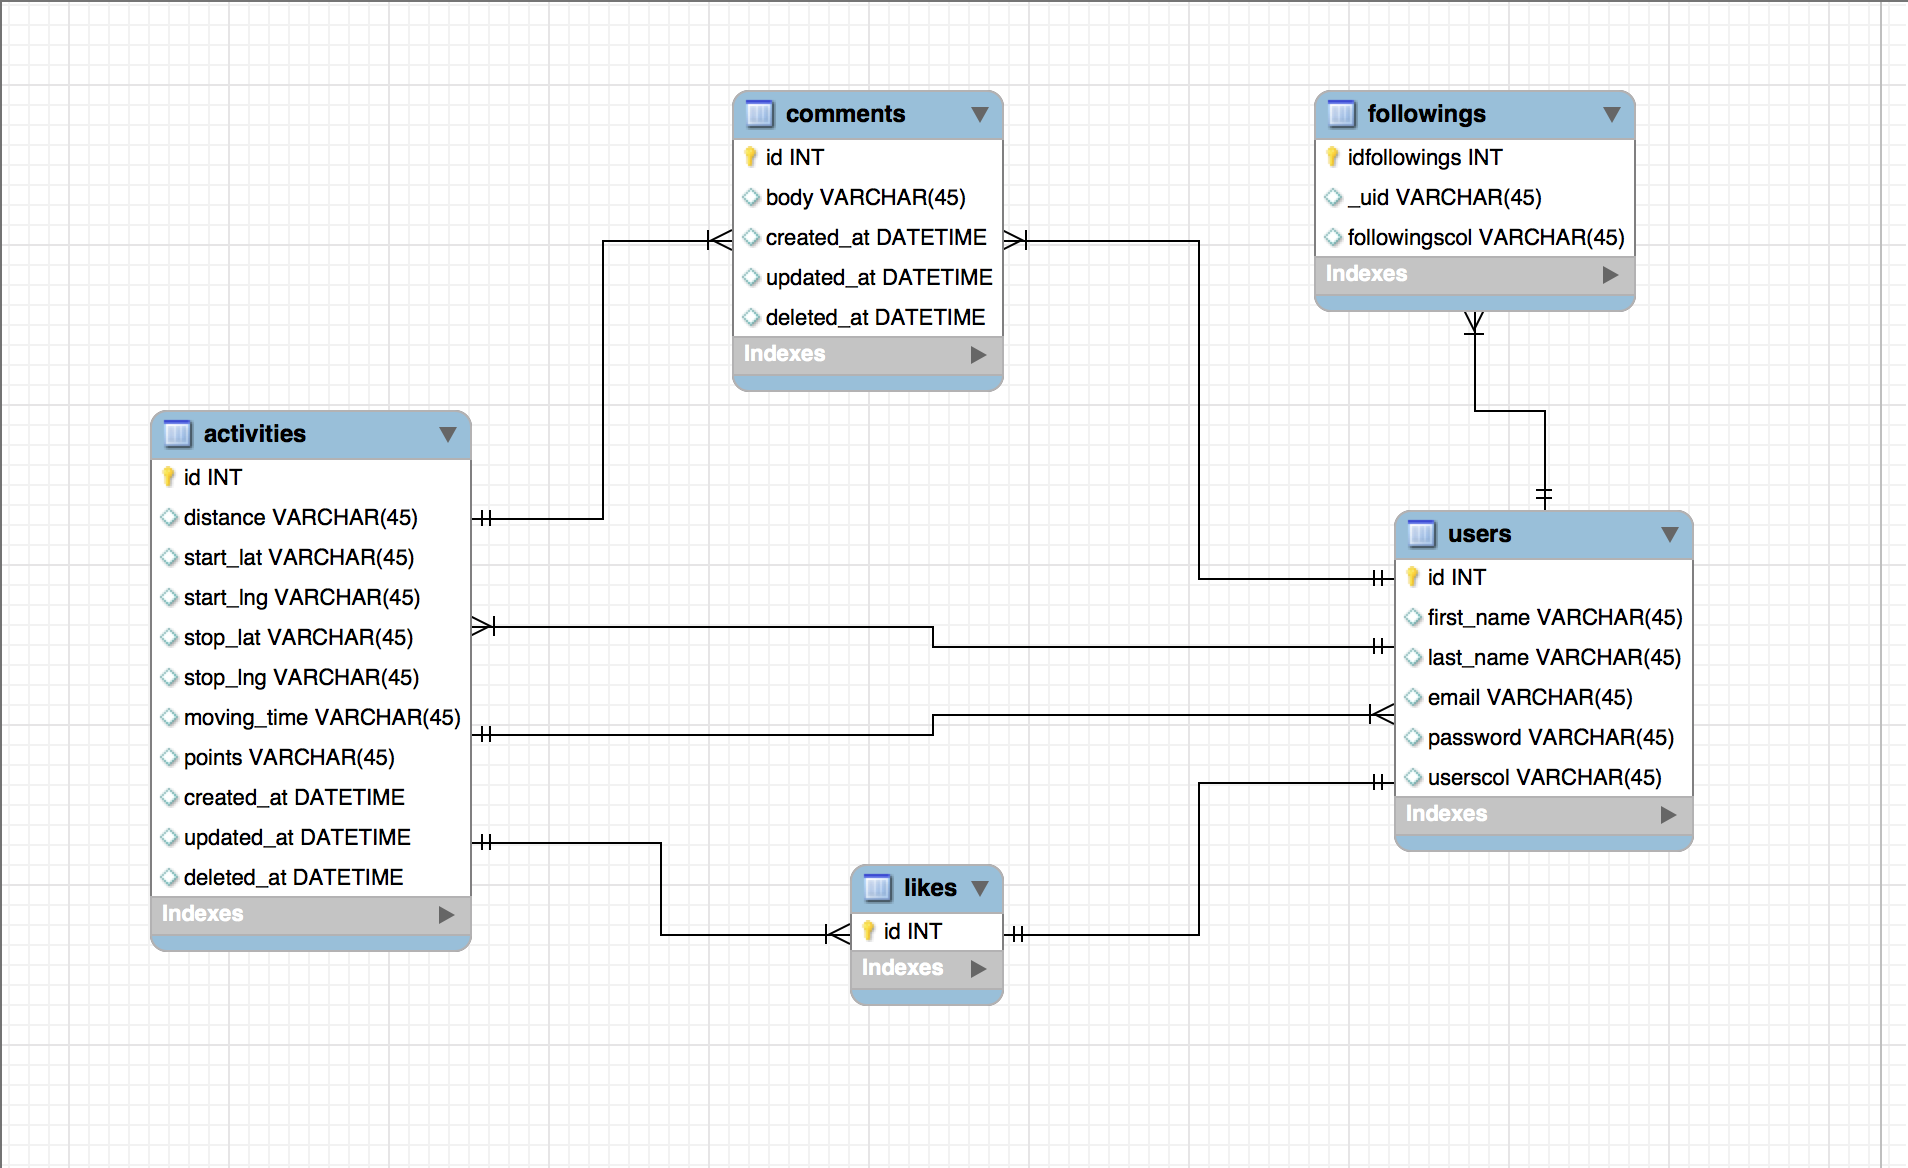 comments
id INT
body VARCHAR(45)
created_at DATETIME
updated_at DATETIME
deleted_at DATETIME
Indexes
followings
idfollowings INT
_uid VARCHAR(45)
followingscol VARCHAR(45)
Indexes
activities
id INT
distance VARCHAR(45)
start_lat VARCHAR(45)
start_lng VARCHAR(45)
stop_lat VARCHAR(45)
stop_lng VARCHAR(45)
moving_time VARCHAR(45)
points VARCHAR(45)
created_at DATETIME
updated_at DATETIME
deleted_at DATETIME
Indexes
users
id INT
first_name VARCHAR(45)
last_name VARCHAR(45)
email VARCHAR(45)
password VARCHAR(45)
userscol VARCHAR(45)
Indexes
likes
id INT
Indexes